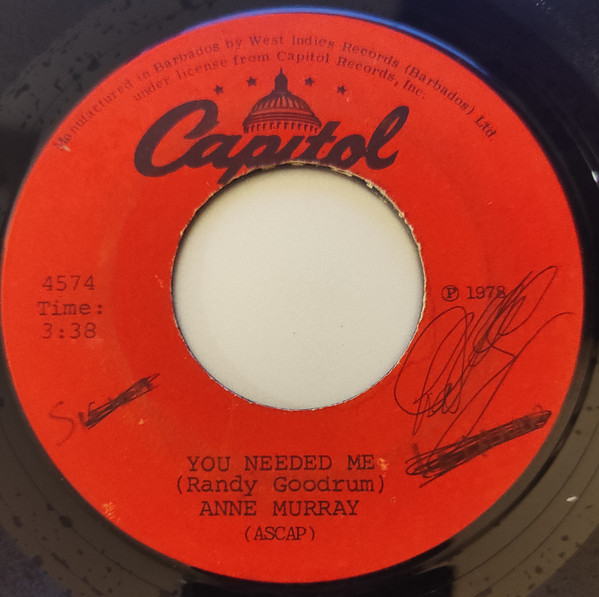 Manufactured in Barbados by West Indies Records (Barbados) Ltd.
under license from Capitol Records, Inc.
Capitol
4574
Time:
3:38
℗ 1978
YOU NEEDED ME
(Randy Goodrum)
ANNE MURRAY
(ASCAP)